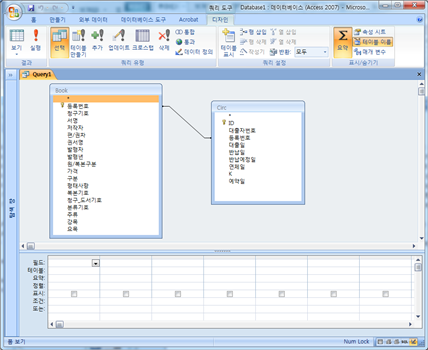 쿼리 도구
Database1 : 데이터베이스 (Access 2007) - Microso...
홈 만들기 외부 데이터 데이터베이스 도구 Acrobat 디자인
보기 실행 선택 테이블 만들기 추가 업데이트 크로스탭 삭제
통합
통과
데이터 정의
테이블 표시
행 삽입 열 삽입
행 삭제 열 삭제
작성기 반환: 모두
요약
속성 시트
테이블 이름
매개 변수
결과 쿼리 유형 쿼리 설정 표시/숨기기
Query1
탐색 창
Book
*
등록번호
청구기호
서명
저작자
편/권차
권서명
발행자
발행년
원/복본구분
가격
구분
형태사항
복본기호
청구_도서기호
분류기호
주류
강목
요목
Circ
*
ID
대출자번호
등록번호
대출일
반납일
반납예정일
연체일
K
예약일
필드:
테이블:
요약:
정렬:
표시:
조건:
또는:
폼 보기
Num Lock
SQL